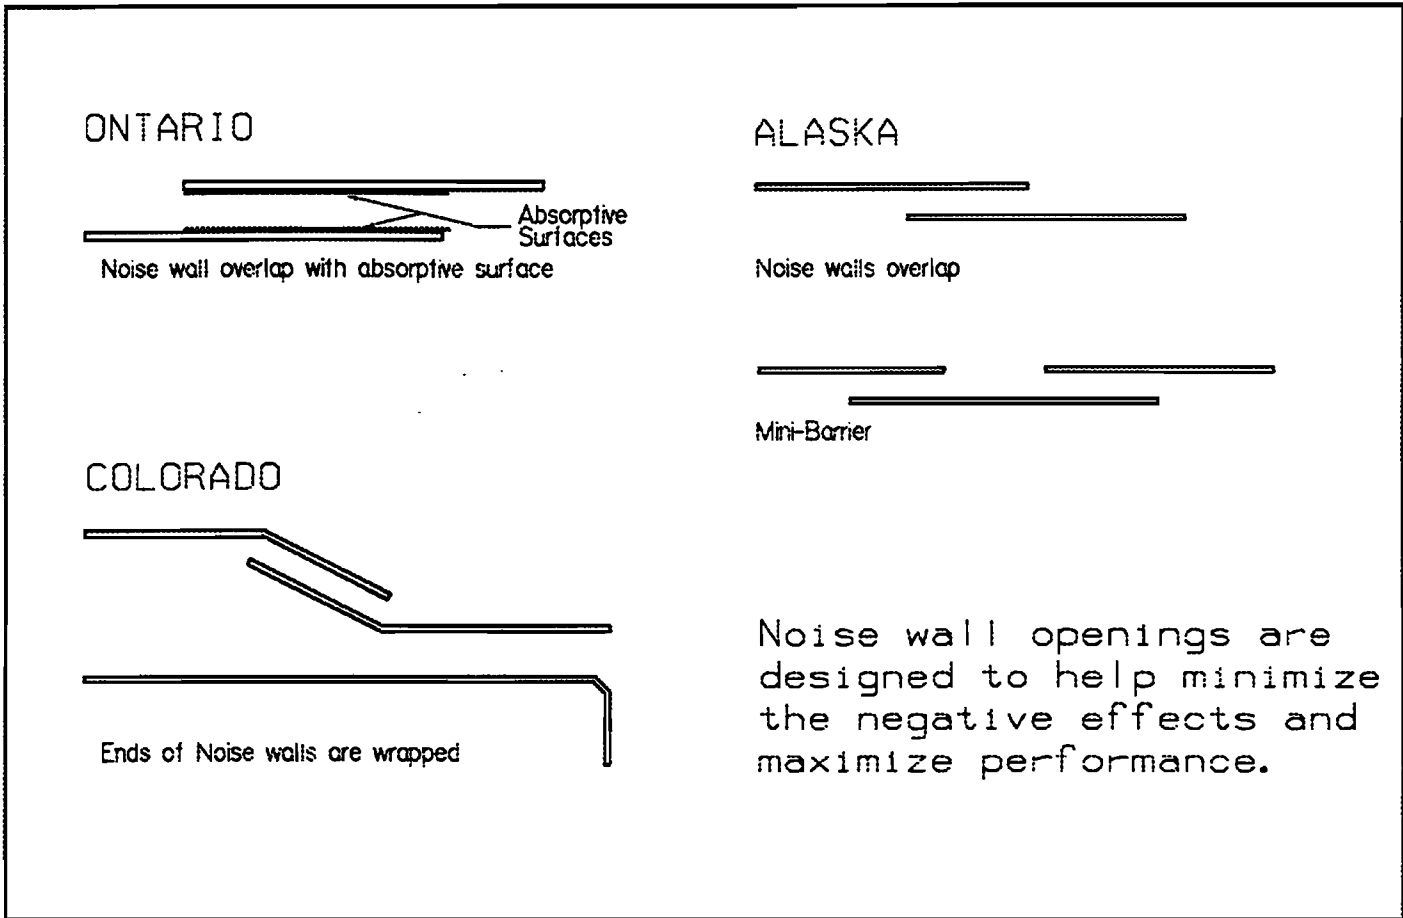 ONTARIO
Absorptive
Surfaces
Noise wall overlap with absorptive surface
ALASKA
Noise walls overlap
Mini-Barrier
COLORADO
Ends of Noise walls are wrapped
Noise wall openings are
designed to help minimize
the negative effects and
maximize performance.